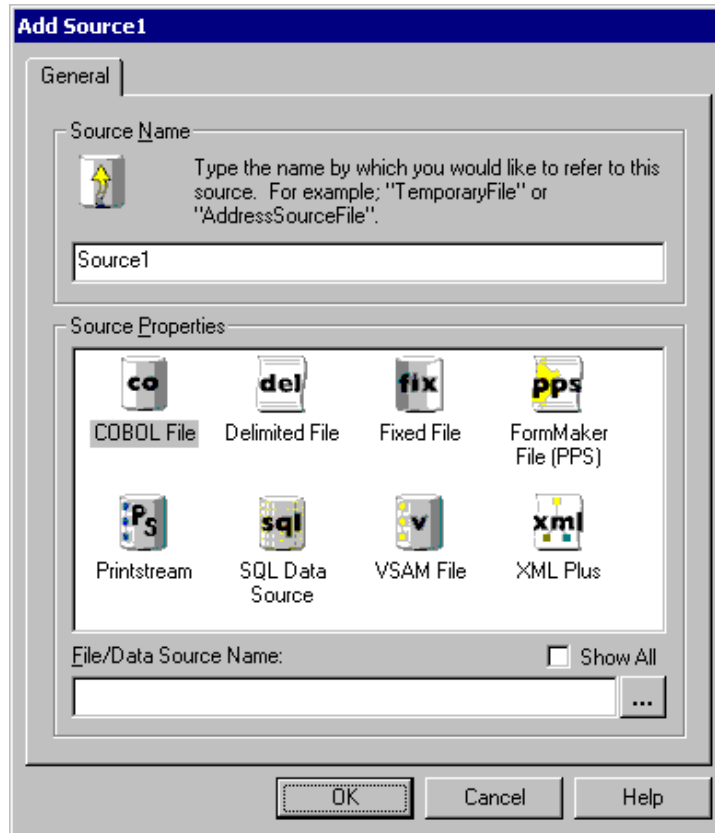 Add Source1
General
Source Name
Type the name by which you would like to refer to this
source. For example; "TemporaryFile" or
"AddressSourceFile".
Source1
Source Properties
co
del
fix
pps
COBOL File
Delimited File
Fixed File
FormMaker
File (PPS)
PS
sql
v
xml
Printstream
SQL Data
Source
VSAM File
XML Plus
File/Data Source Name:
Show All
...
OK
Cancel
Help